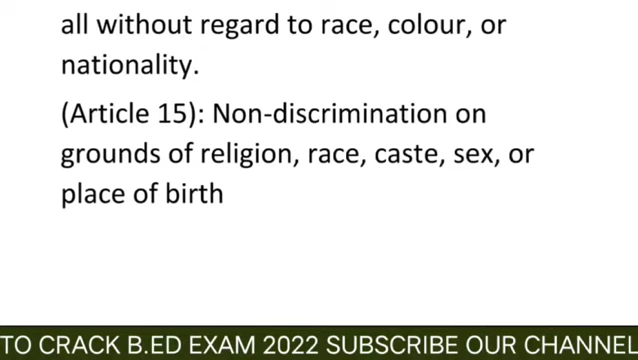 all without regard to race, colour, or
nationality.
(Article 15): Non-discrimination on
grounds of religion, race, caste, sex, or
place of birth
TO CRACK B.ED EXAM 2022 SUBSCRIBE OUR CHANNEL